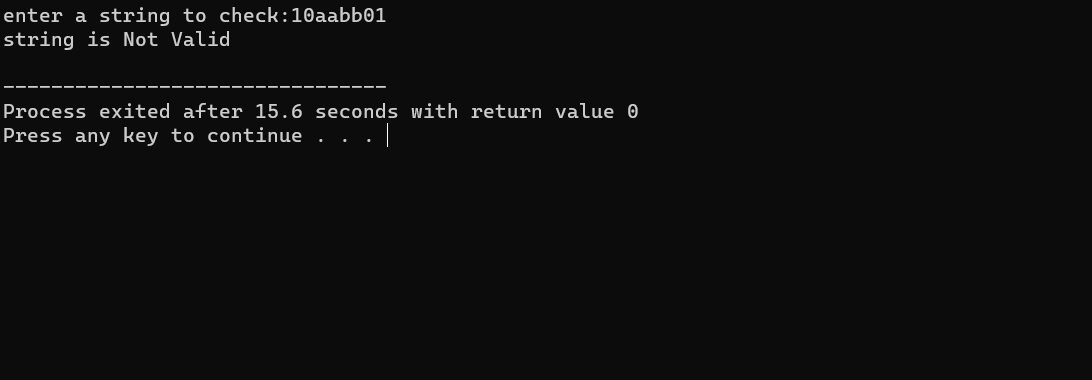 enter a string to check:10aabb01
string is Not Valid
--------------------------------
Process exited after 15.6 seconds with return value 0
Press any key to continue . . .